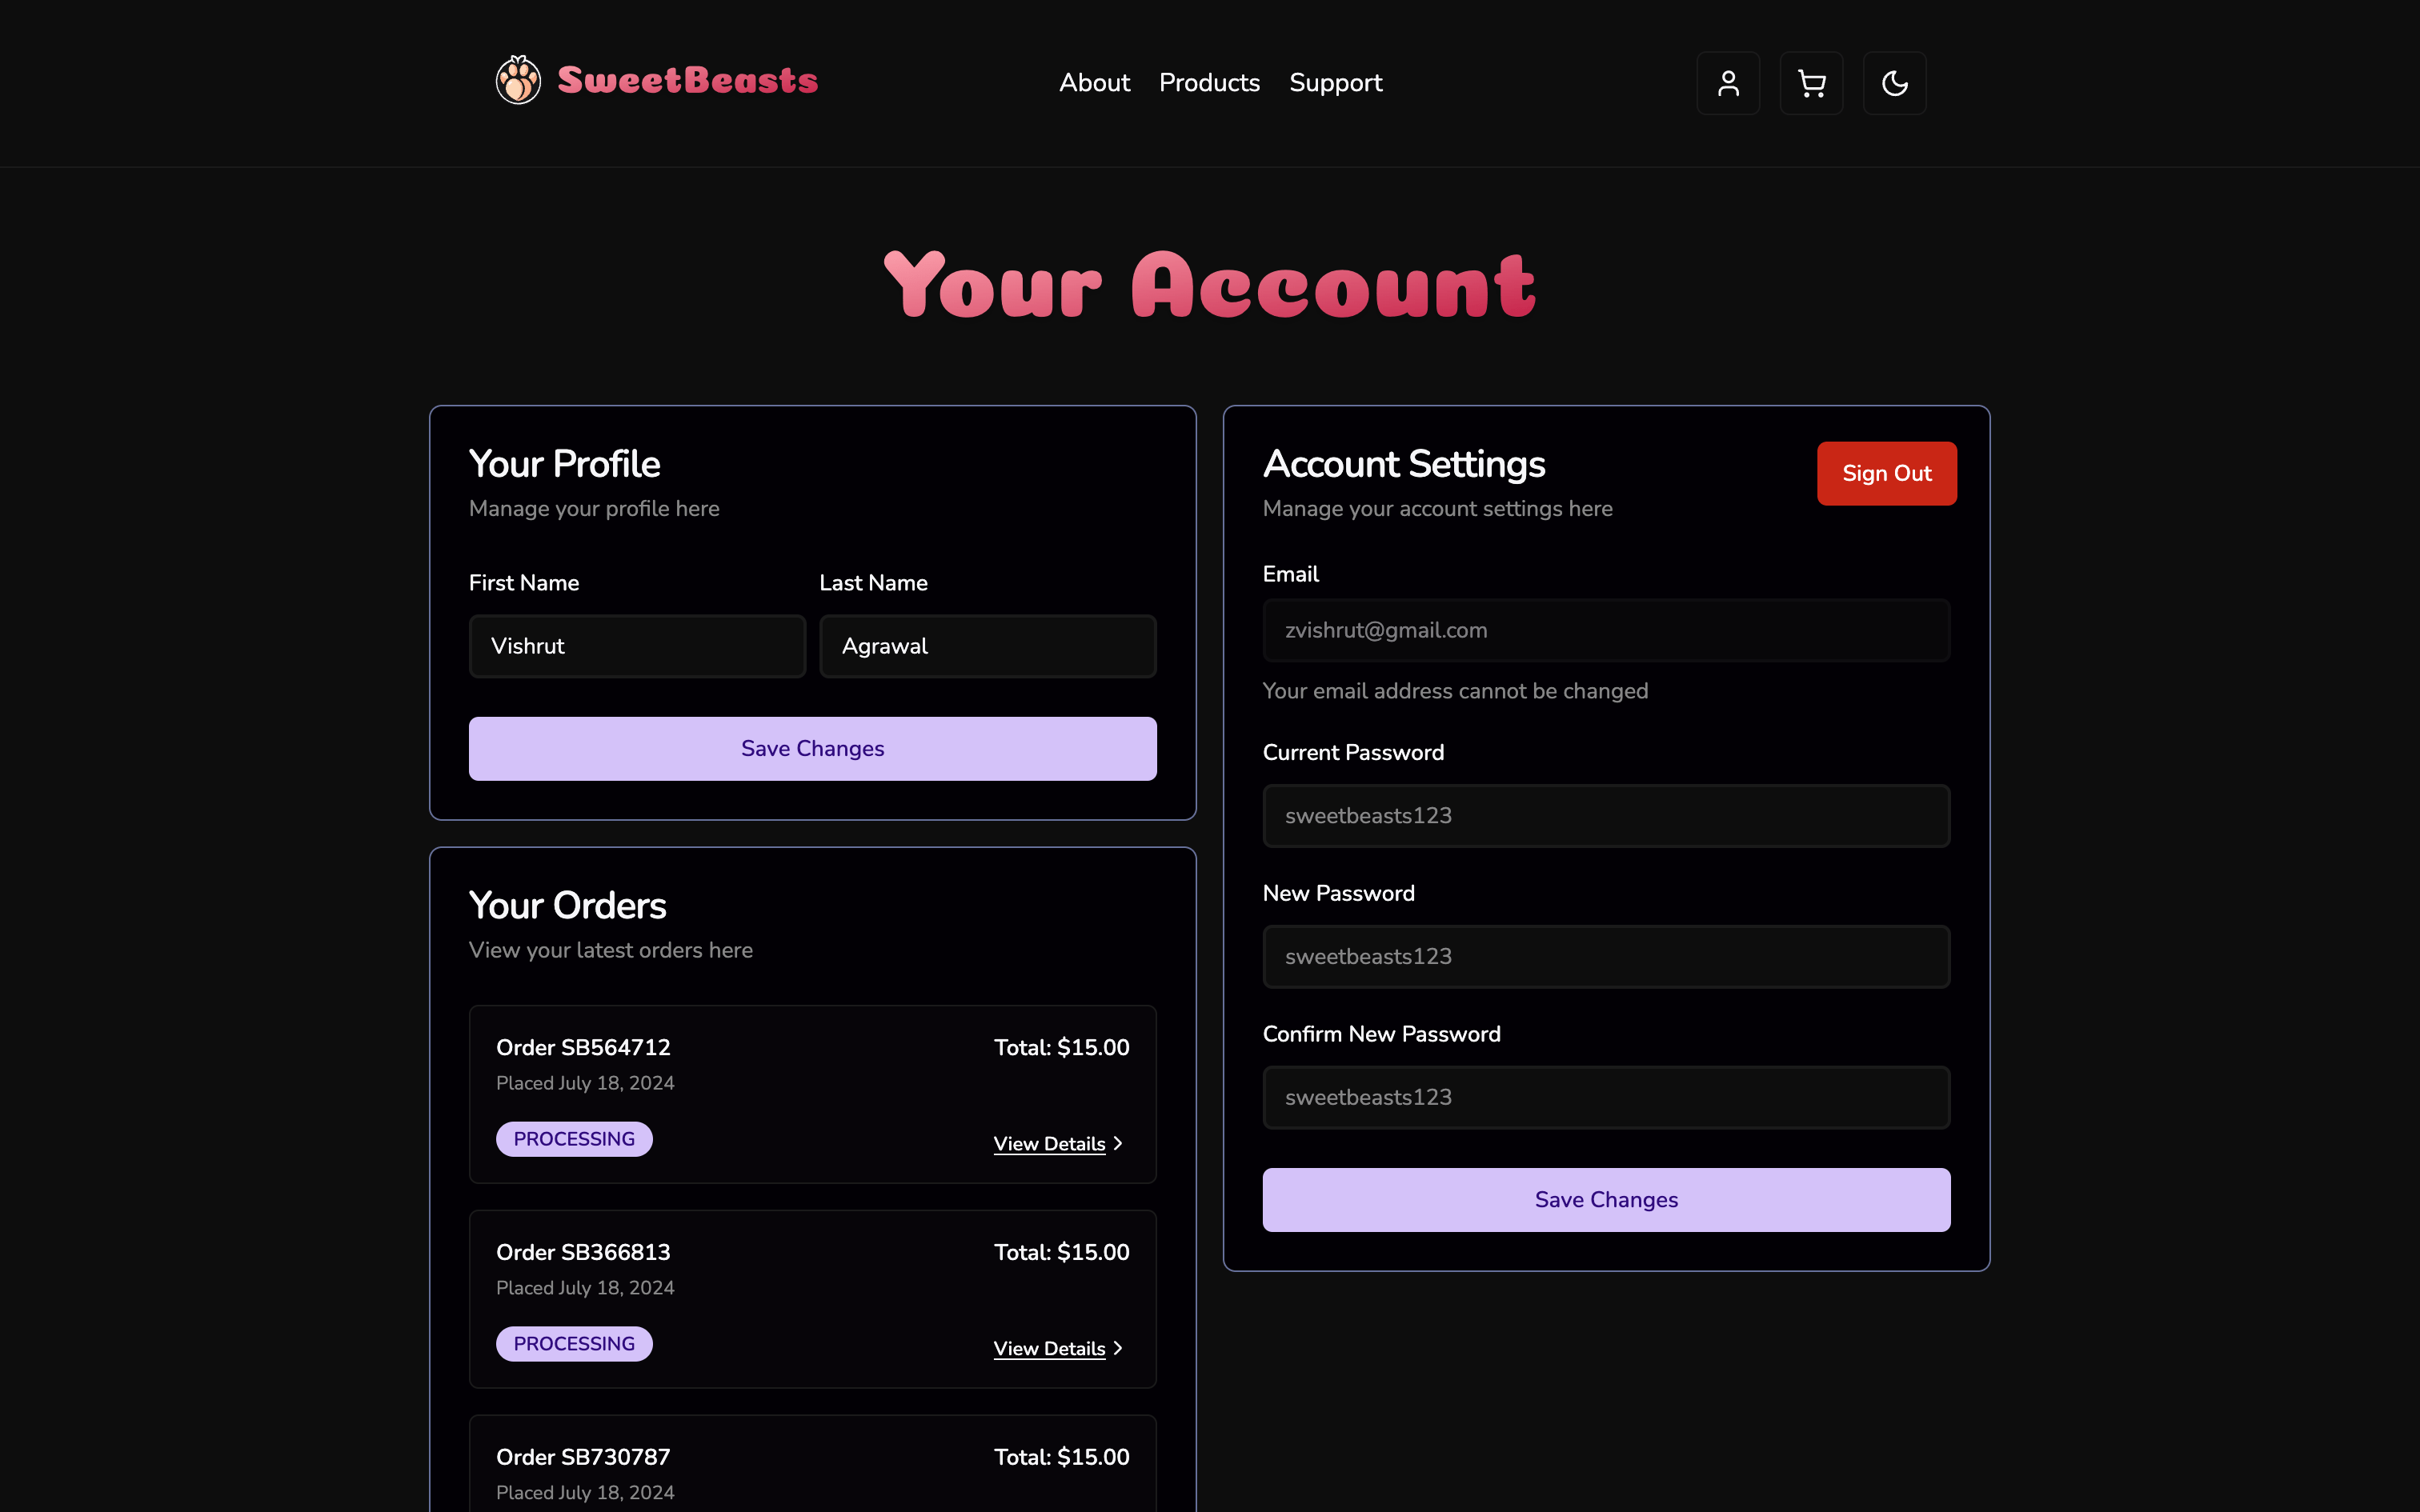 SweetBeasts
About Products Support
Your Account
Your Profile
Manage your profile here
First Name Last Name
Vishrut Agrawal
Save Changes
Your Orders
View your latest orders here
Order SB564712 Total: $15.00
Placed July 18, 2024
PROCESSING View Details
Order SB366813 Total: $15.00
Placed July 18, 2024
PROCESSING View Details
Order SB730787 Total: $15.00
Placed July 18, 2024
Account Settings
Sign Out
Manage your account settings here
Email
zvishrut@gmail.com
Your email address cannot be changed
Current Password
sweetbeasts123
New Password
sweetbeasts123
Confirm New Password
sweetbeasts123
Save Changes